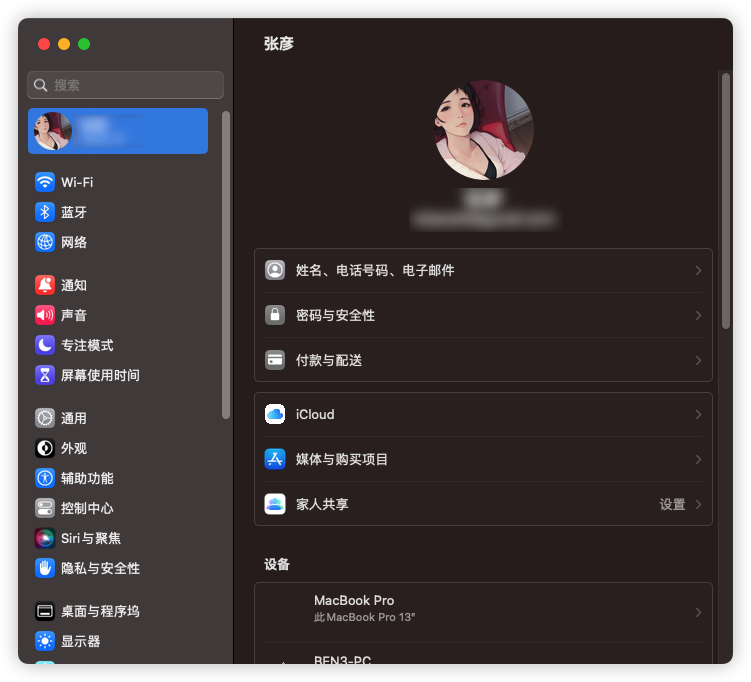 张彦
搜索
Wi-Fi
蓝牙
网络
通知
声音
专注模式
屏幕使用时间
通用
外观
辅助功能
控制中心
Siri与聚焦
隐私与安全性
桌面与程序坞
显示器
姓名、电话号码、电子邮件
密码与安全性
付款与配送
iCloud
媒体与购买项目
家人共享 设置
设备
MacBook Pro
此MacBook Pro 13″
BEN3-PC